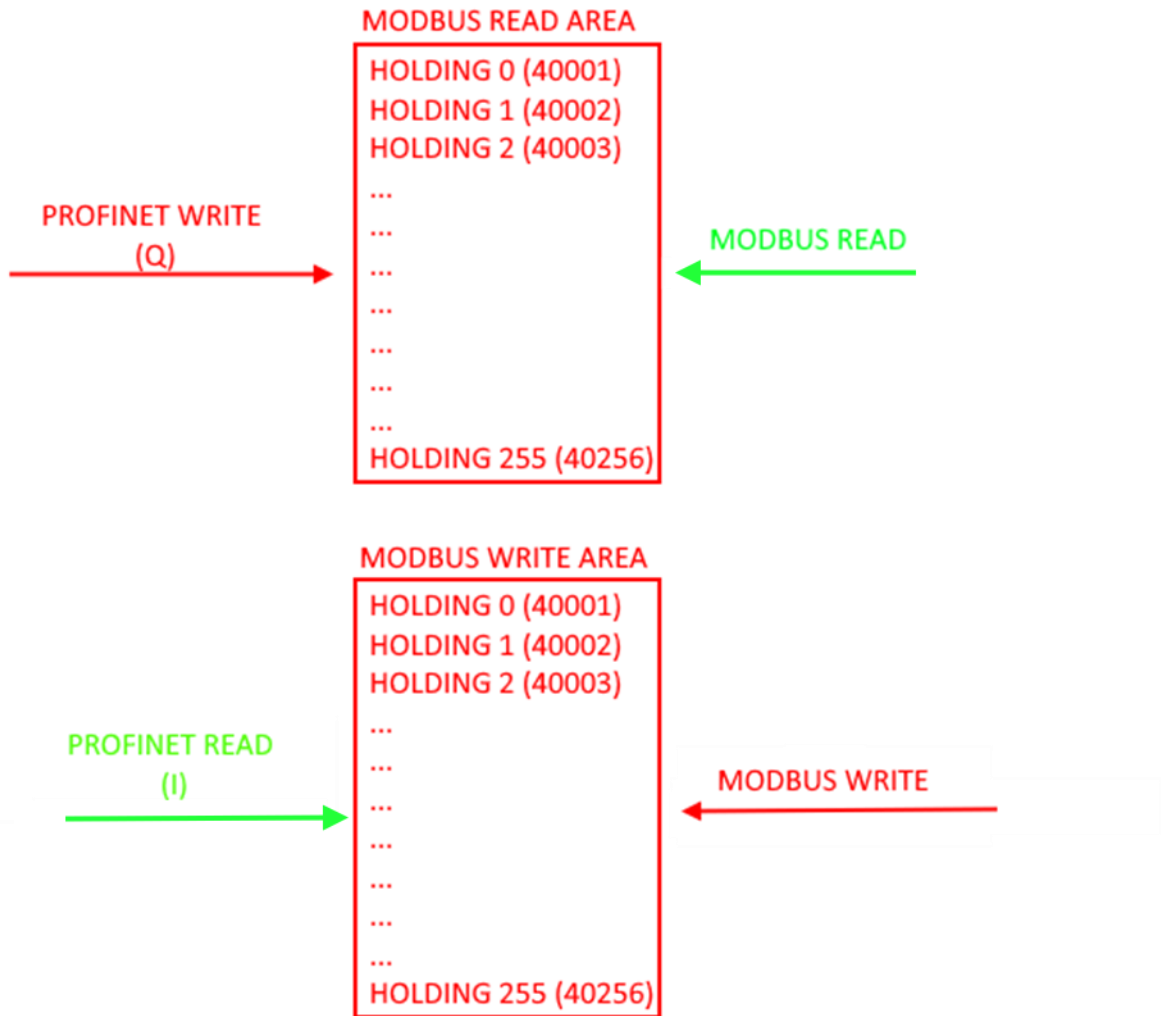 MODBUS READ AREA
HOLDING 0 (40001)
HOLDING 1 (40002)
HOLDING 2 (40003)
...
...
...
...
...
...
...
HOLDING 255 (40256)
PROFINET WRITE
(Q)
MODBUS READ
MODBUS WRITE AREA
HOLDING 0 (40001)
HOLDING 1 (40002)
HOLDING 2 (40003)
...
...
...
...
...
...
...
HOLDING 255 (40256)
PROFINET READ
(I)
MODBUS WRITE